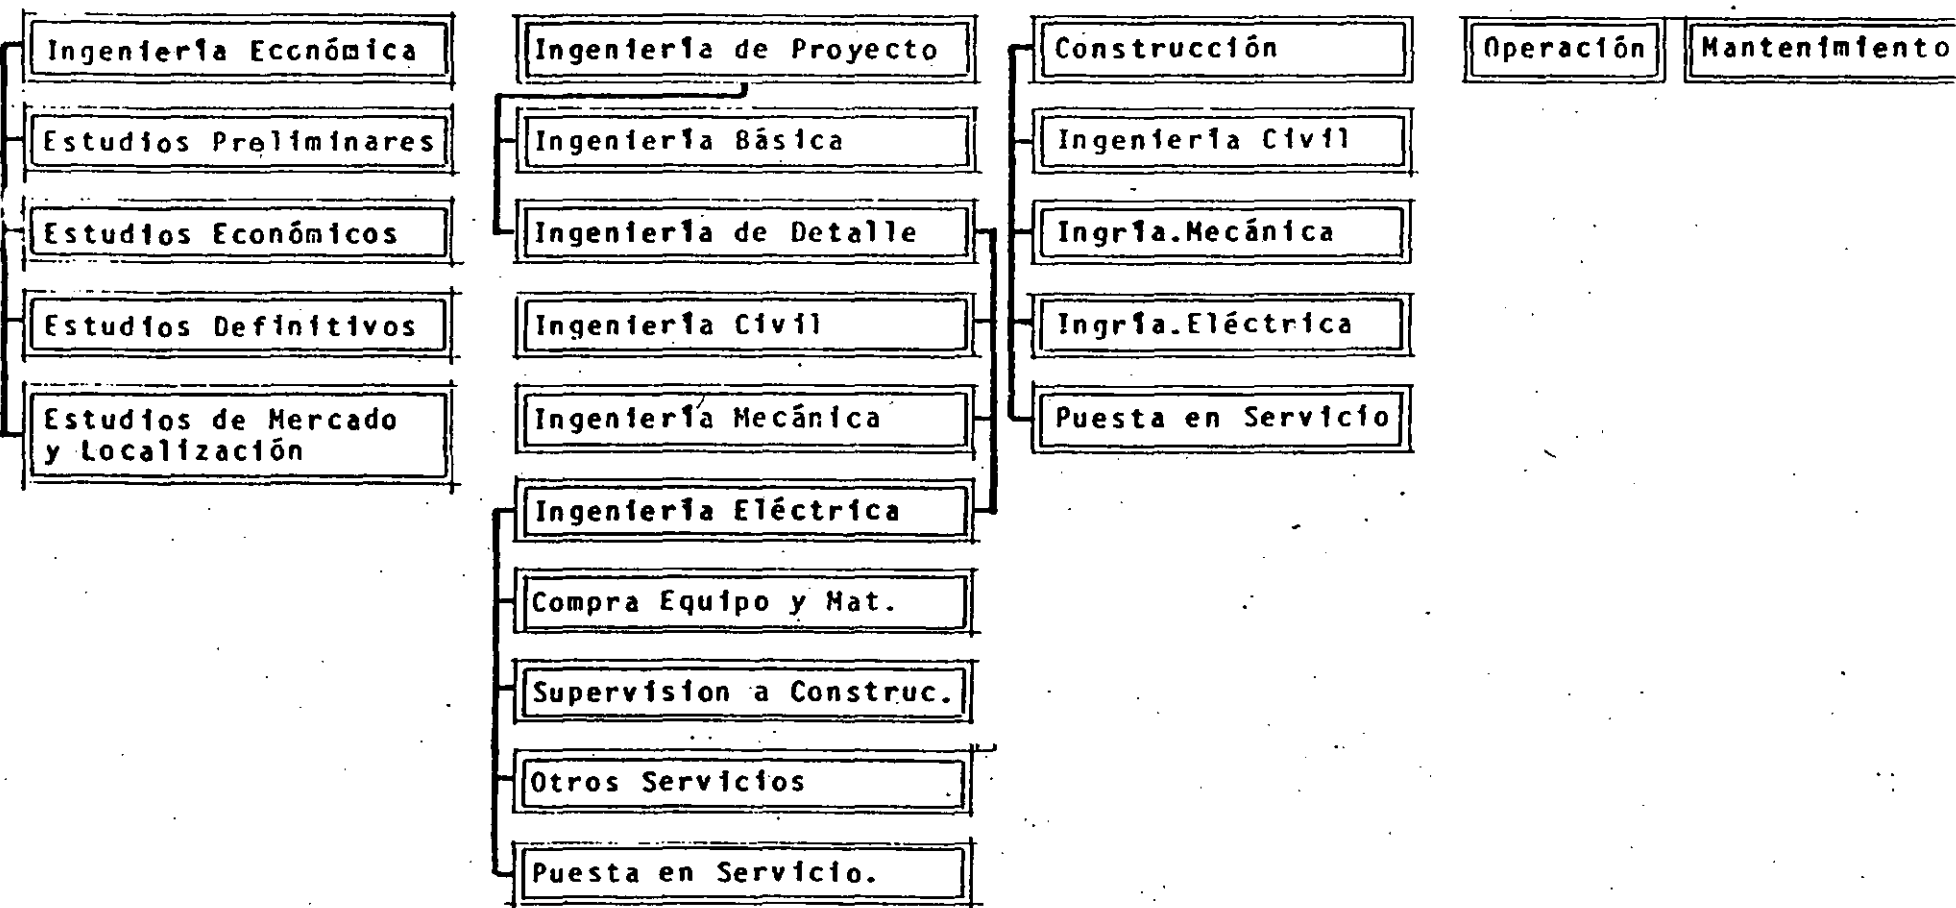 Ingeniería Económica
Estudios Preliminares
Estudios Económicos
Estudios Definitivos
Estudios de Mercado
y Localización
Ingeniería de Proyecto
Ingeniería Básica
Ingeniería de Detalle
Ingeniería Civil
Ingeniería Mecánica
Ingeniería Eléctrica
Compra Equipo y Mat.
Supervision a Construc.
Otros Servicios
Puesta en Servicio.
Construcción
Ingenieria Civil
Ingría.Mecánica
Ingría.Eléctrica
Puesta en Servicio
Operación
Mantenimiento